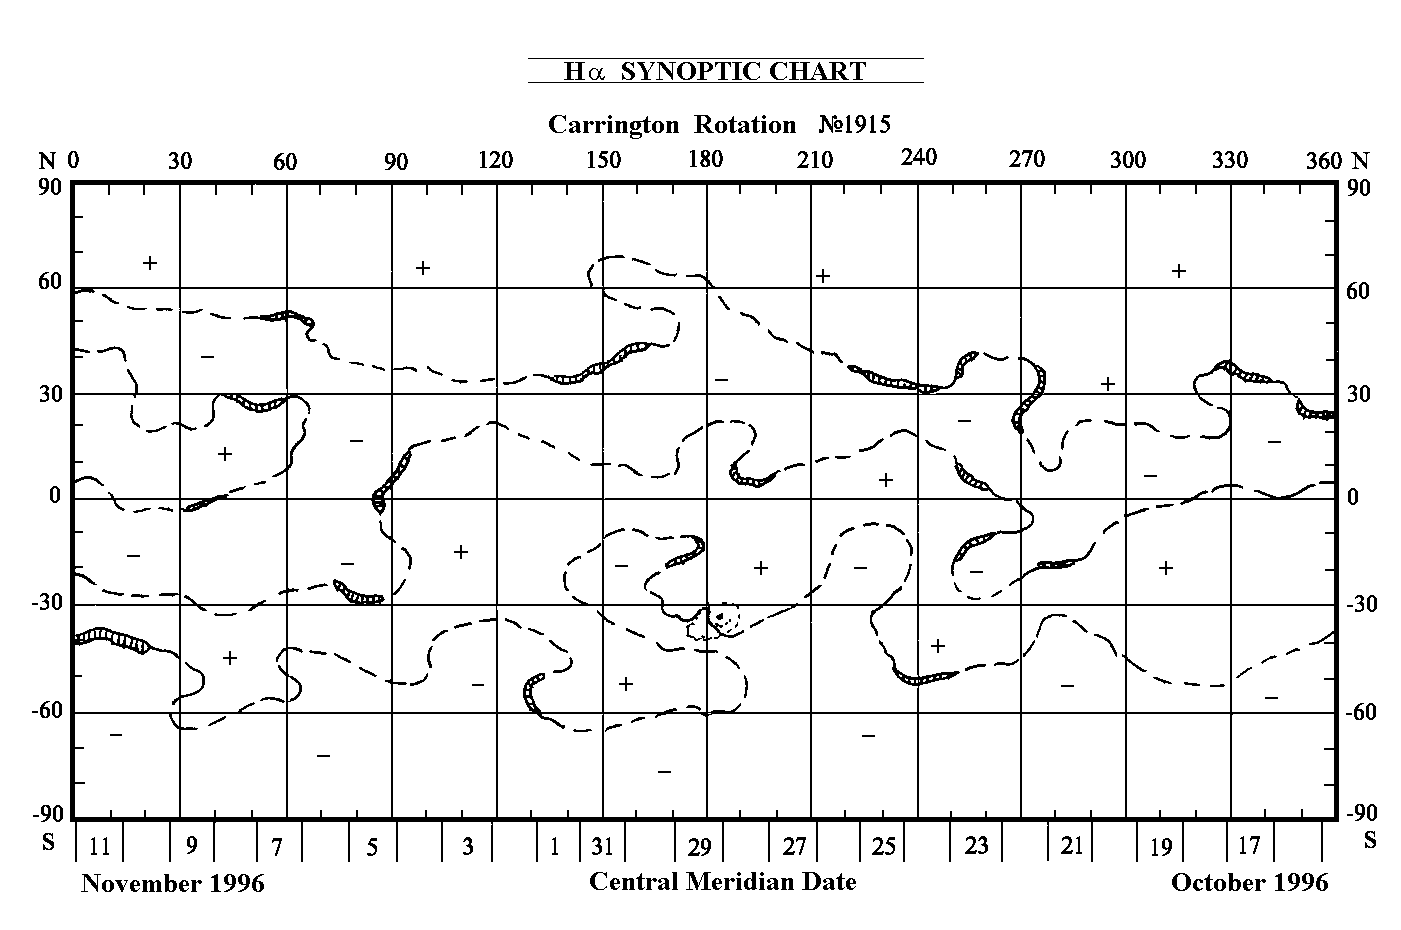 Hα SYNOPTIC CHART
Carrington Rotation №1915
N 0 30 60 90 120 150 180 210 240 270 300 330 360 N
90 90
60 60
30 30
0 0
-30 -30
-60 -60
-90 -90
S 11 9 7 5 3 1 31 29 27 25 23 21 19 17 S
November 1996 Central Meridian Date October 1996